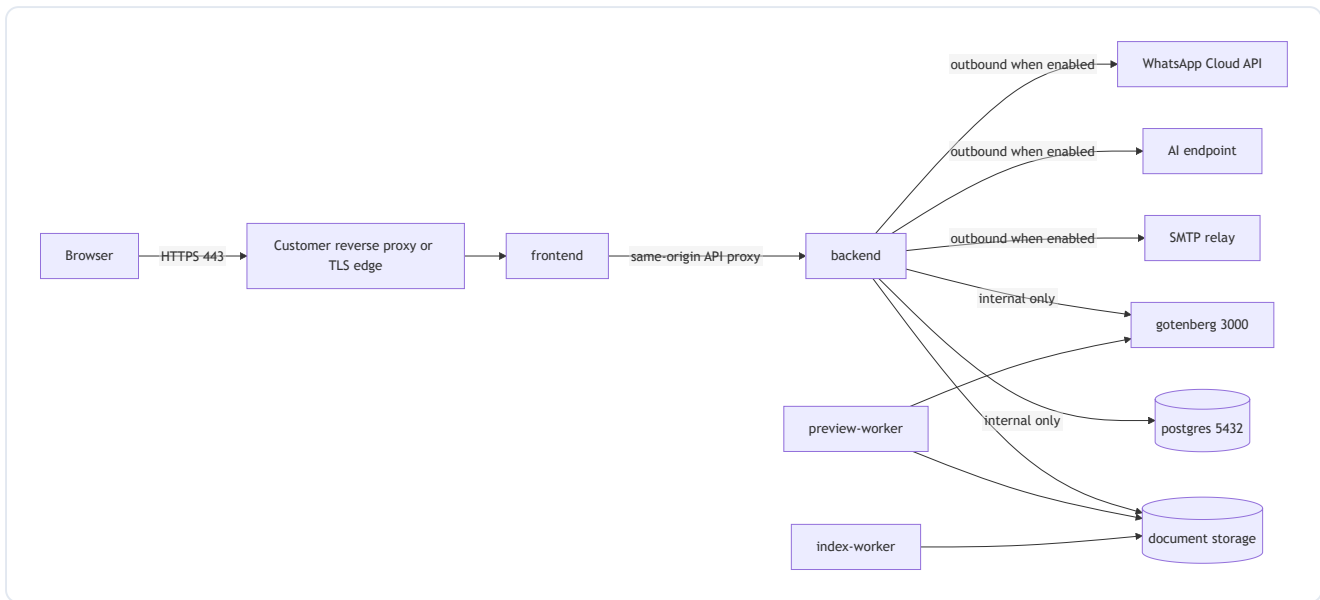 WhatsApp Cloud API
outbound when enabled
AI endpoint
outbound when enabled
SMTP relay
outbound when enabled
Browser
HTTPS 443
Customer reverse proxy or
TLS edge
frontend
same-origin API proxy
backend
internal only
gotenberg 3000
preview-worker
internal only
postgres 5432
index-worker
document storage